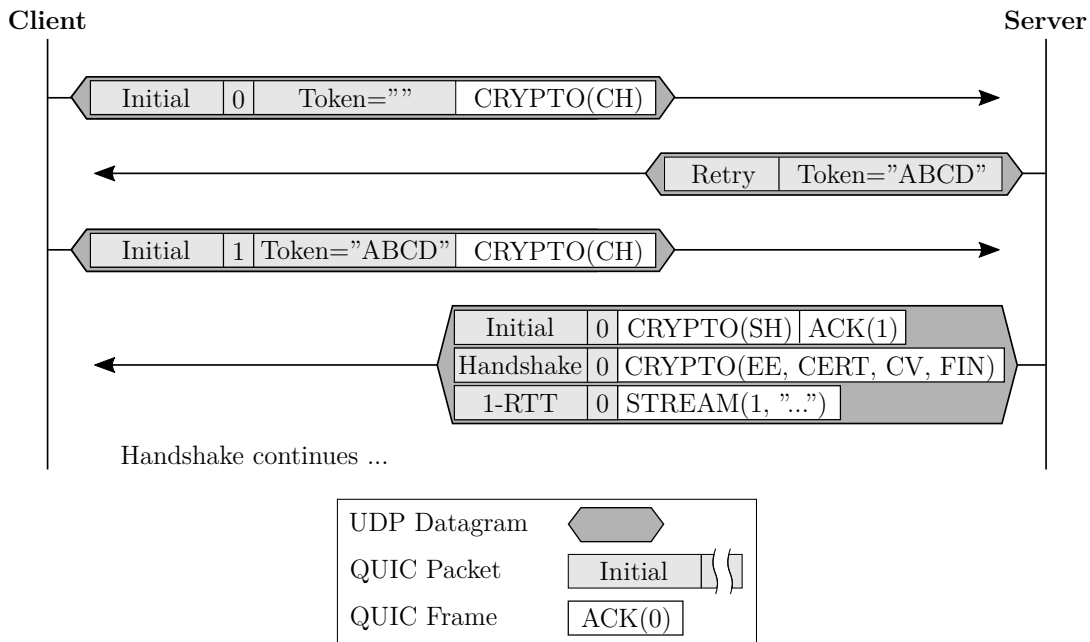 Client Server
Initial 0 Token="" CRYPTO(CH)
Retry Token="ABCD"
Initial 1 Token="ABCD" CRYPTO(CH)
Initial 0 CRYPTO(SH) ACK(1)
Handshake 0 CRYPTO(EE, CERT, CV, FIN)
1-RTT 0 STREAM(1, "...")
Handshake continues ...
UDP Datagram
QUIC Packet Initial
QUIC Frame ACK(0)